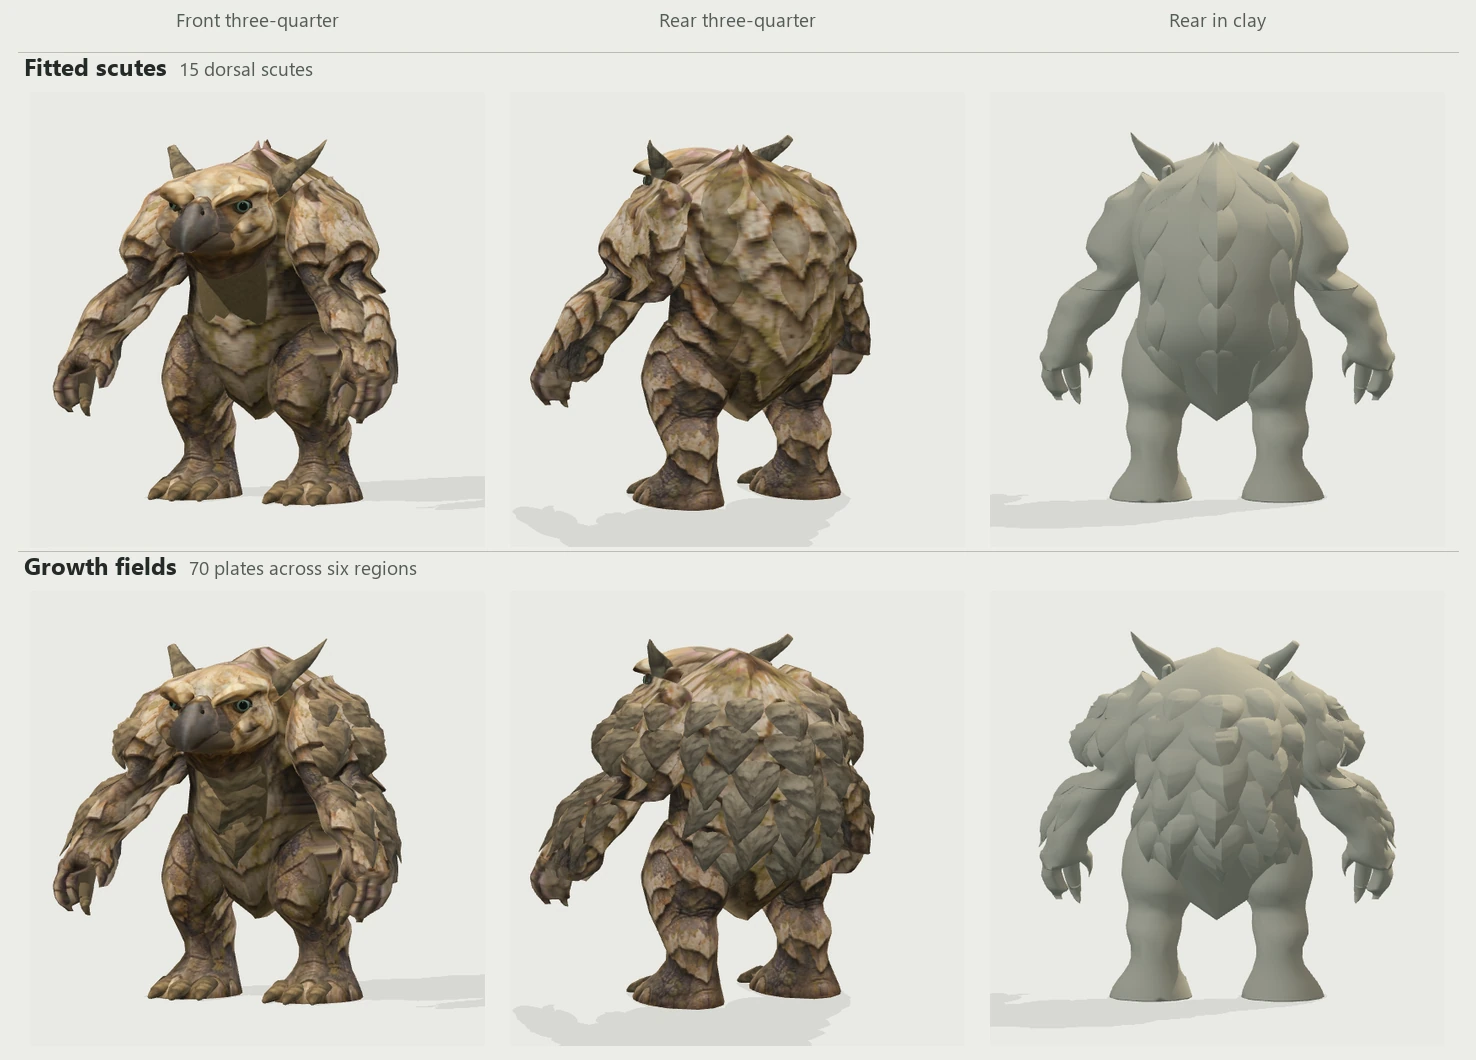 Front three-quarter
Rear three-quarter
Rear in clay
Fitted scutes 15 dorsal scutes
Growth fields 70 plates across six regions